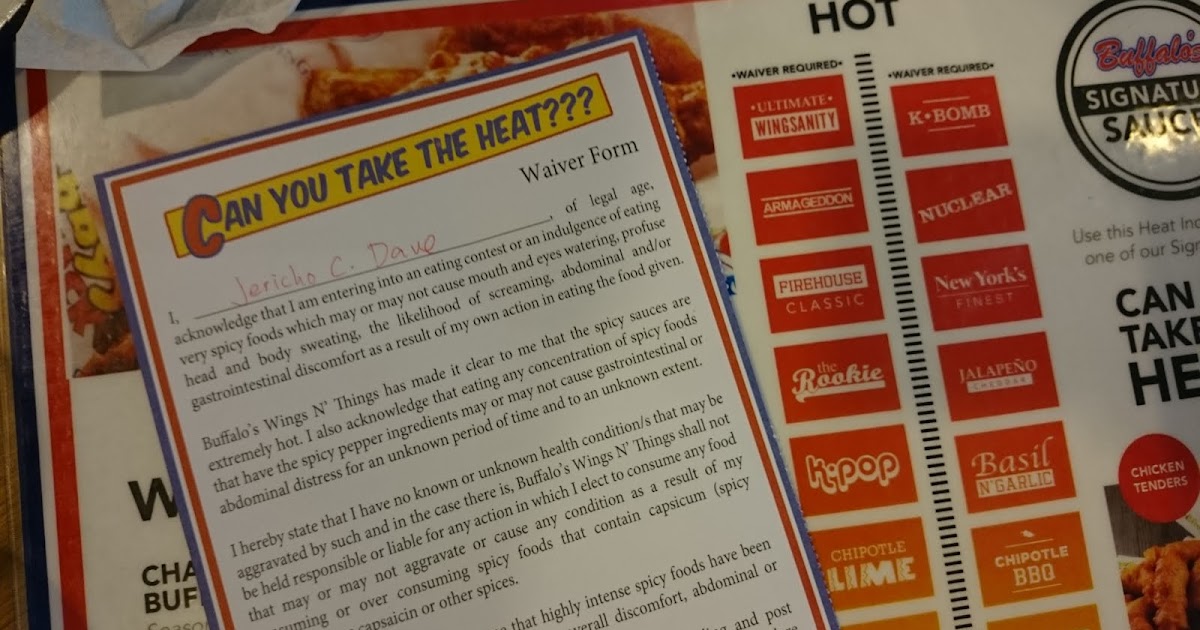 CAN YOU TAKE THE HEAT???
Waiver Form
I, Jericho C. Dave, of legal age,
acknowledge that I am entering into an eating contest or an indulgence of eating
very spicy foods which may or may not cause mouth and eyes watering, profuse
head and body sweating, the likelihood of screaming, abdominal and/or
gastrointestinal discomfort as a result of my own action in eating the food given.
Buffalo's Wings N' Things has made it clear to me that the spicy sauces are
extremely hot. I also acknowledge that eating any concentration of spicy foods
that have the spicy pepper ingredients may or may not cause gastrointestinal or
abdominal distress for an unknown period of time and to an unknown extent.
I hereby state that I have no known or unknown health condition/s that may be
aggravated by such and in the case there is, Buffalo's Wings N' Things shall not
be held responsible or liable for any action in which I elect to consume any food
that may or may not aggravate or cause any condition as a result of my
suming or over consuming spicy foods that contain capsicum (spicy
capsaicin or other spices.
that highly intense spicy foods have been
overall discomfort, abdominal or
and post
HOT
•WAIVER REQUIRED•
•WAIVER REQUIRED•
•ULTIMATE•
WINGSANITY
K•BOMB
ARMAGEDDON
NUCLEAR
FIREHOUSE
CLASSIC
NEW YORK'S
FINEST
the
Rookie
JALAPEÑO
CHEDDAR
K-POP
Basil
N' GARLIC
CHIPOTLE
LIME
CHIPOTLE
BBQ
Buffalo's
SIGNATU
SAUC
Use this Heat Ind
one of our Sign
CAN
TAKE
HE
CHICKEN
TENDERS
W
CHA
BUF
Seaso